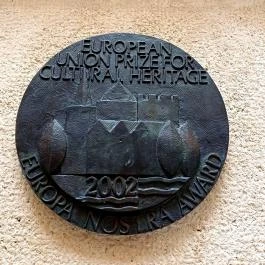 EUROPEAN
UNION PRIZE FOR
CULTURAL HERITAGE
2002
EUROPA NOSTRA AWARD